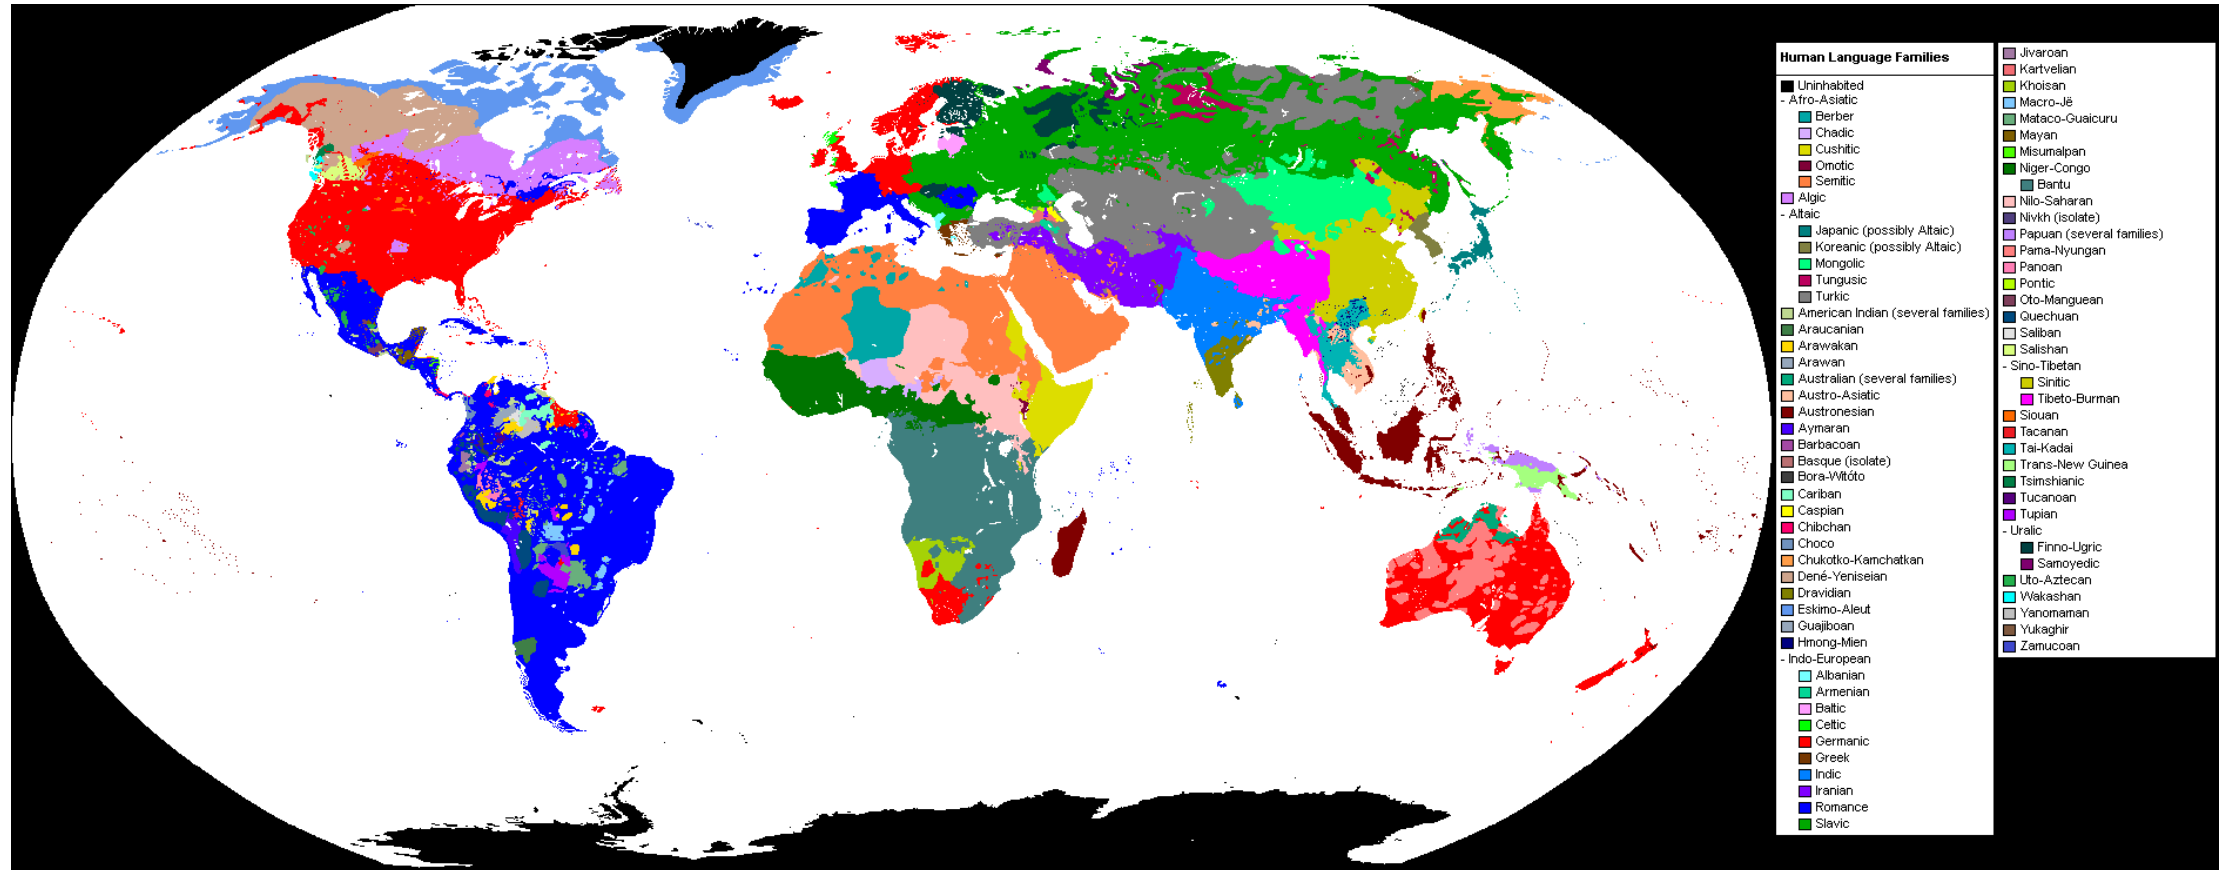 Human Language Families
Uninhabited
- Afro-Asiatic
Berber
Chadic
Cushitic
Omotic
Semitic
Algic
- Altaic
Japanic (possibly Altaic)
Koreanic (possibly Altaic)
Mongolic
Tungusic
Turkic
American Indian (several families)
Araucanian
Arawakan
Arawan
Australian (several families)
Austro-Asiatic
Austronesian
Aymaran
Barbacoan
Basque (isolate)
Bora-Witóto
Cariban
Caspian
Chibchan
Choco
Chukotko-Kamchatkan
Dené-Yeniseian
Dravidian
Eskimo-Aleut
Guajiboan
Hmong-Mien
- Indo-European
Albanian
Armenian
Baltic
Celtic
Germanic
Greek
Indic
Iranian
Romance
Slavic
Jivaroan
Kartvelian
Khoisan
Macro-Jê
Mataco-Guaicuru
Mayan
Misumalpan
Niger-Congo
Bantu
Nilo-Saharan
Nivkh (isolate)
Papuan (several families)
Pama-Nyungan
Panoan
Pontic
Oto-Manguean
Quechuan
Saliban
Salishan
- Sino-Tibetan
Sinitic
Tibeto-Burman
Siouan
Tacanan
Tai-Kadai
Trans-New Guinea
Tsimshianic
Tucanoan
Tupian
- Uralic
Finno-Ugric
Samoyedic
Uto-Aztecan
Wakashan
Yanomaman
Yukaghir
Zamucoan